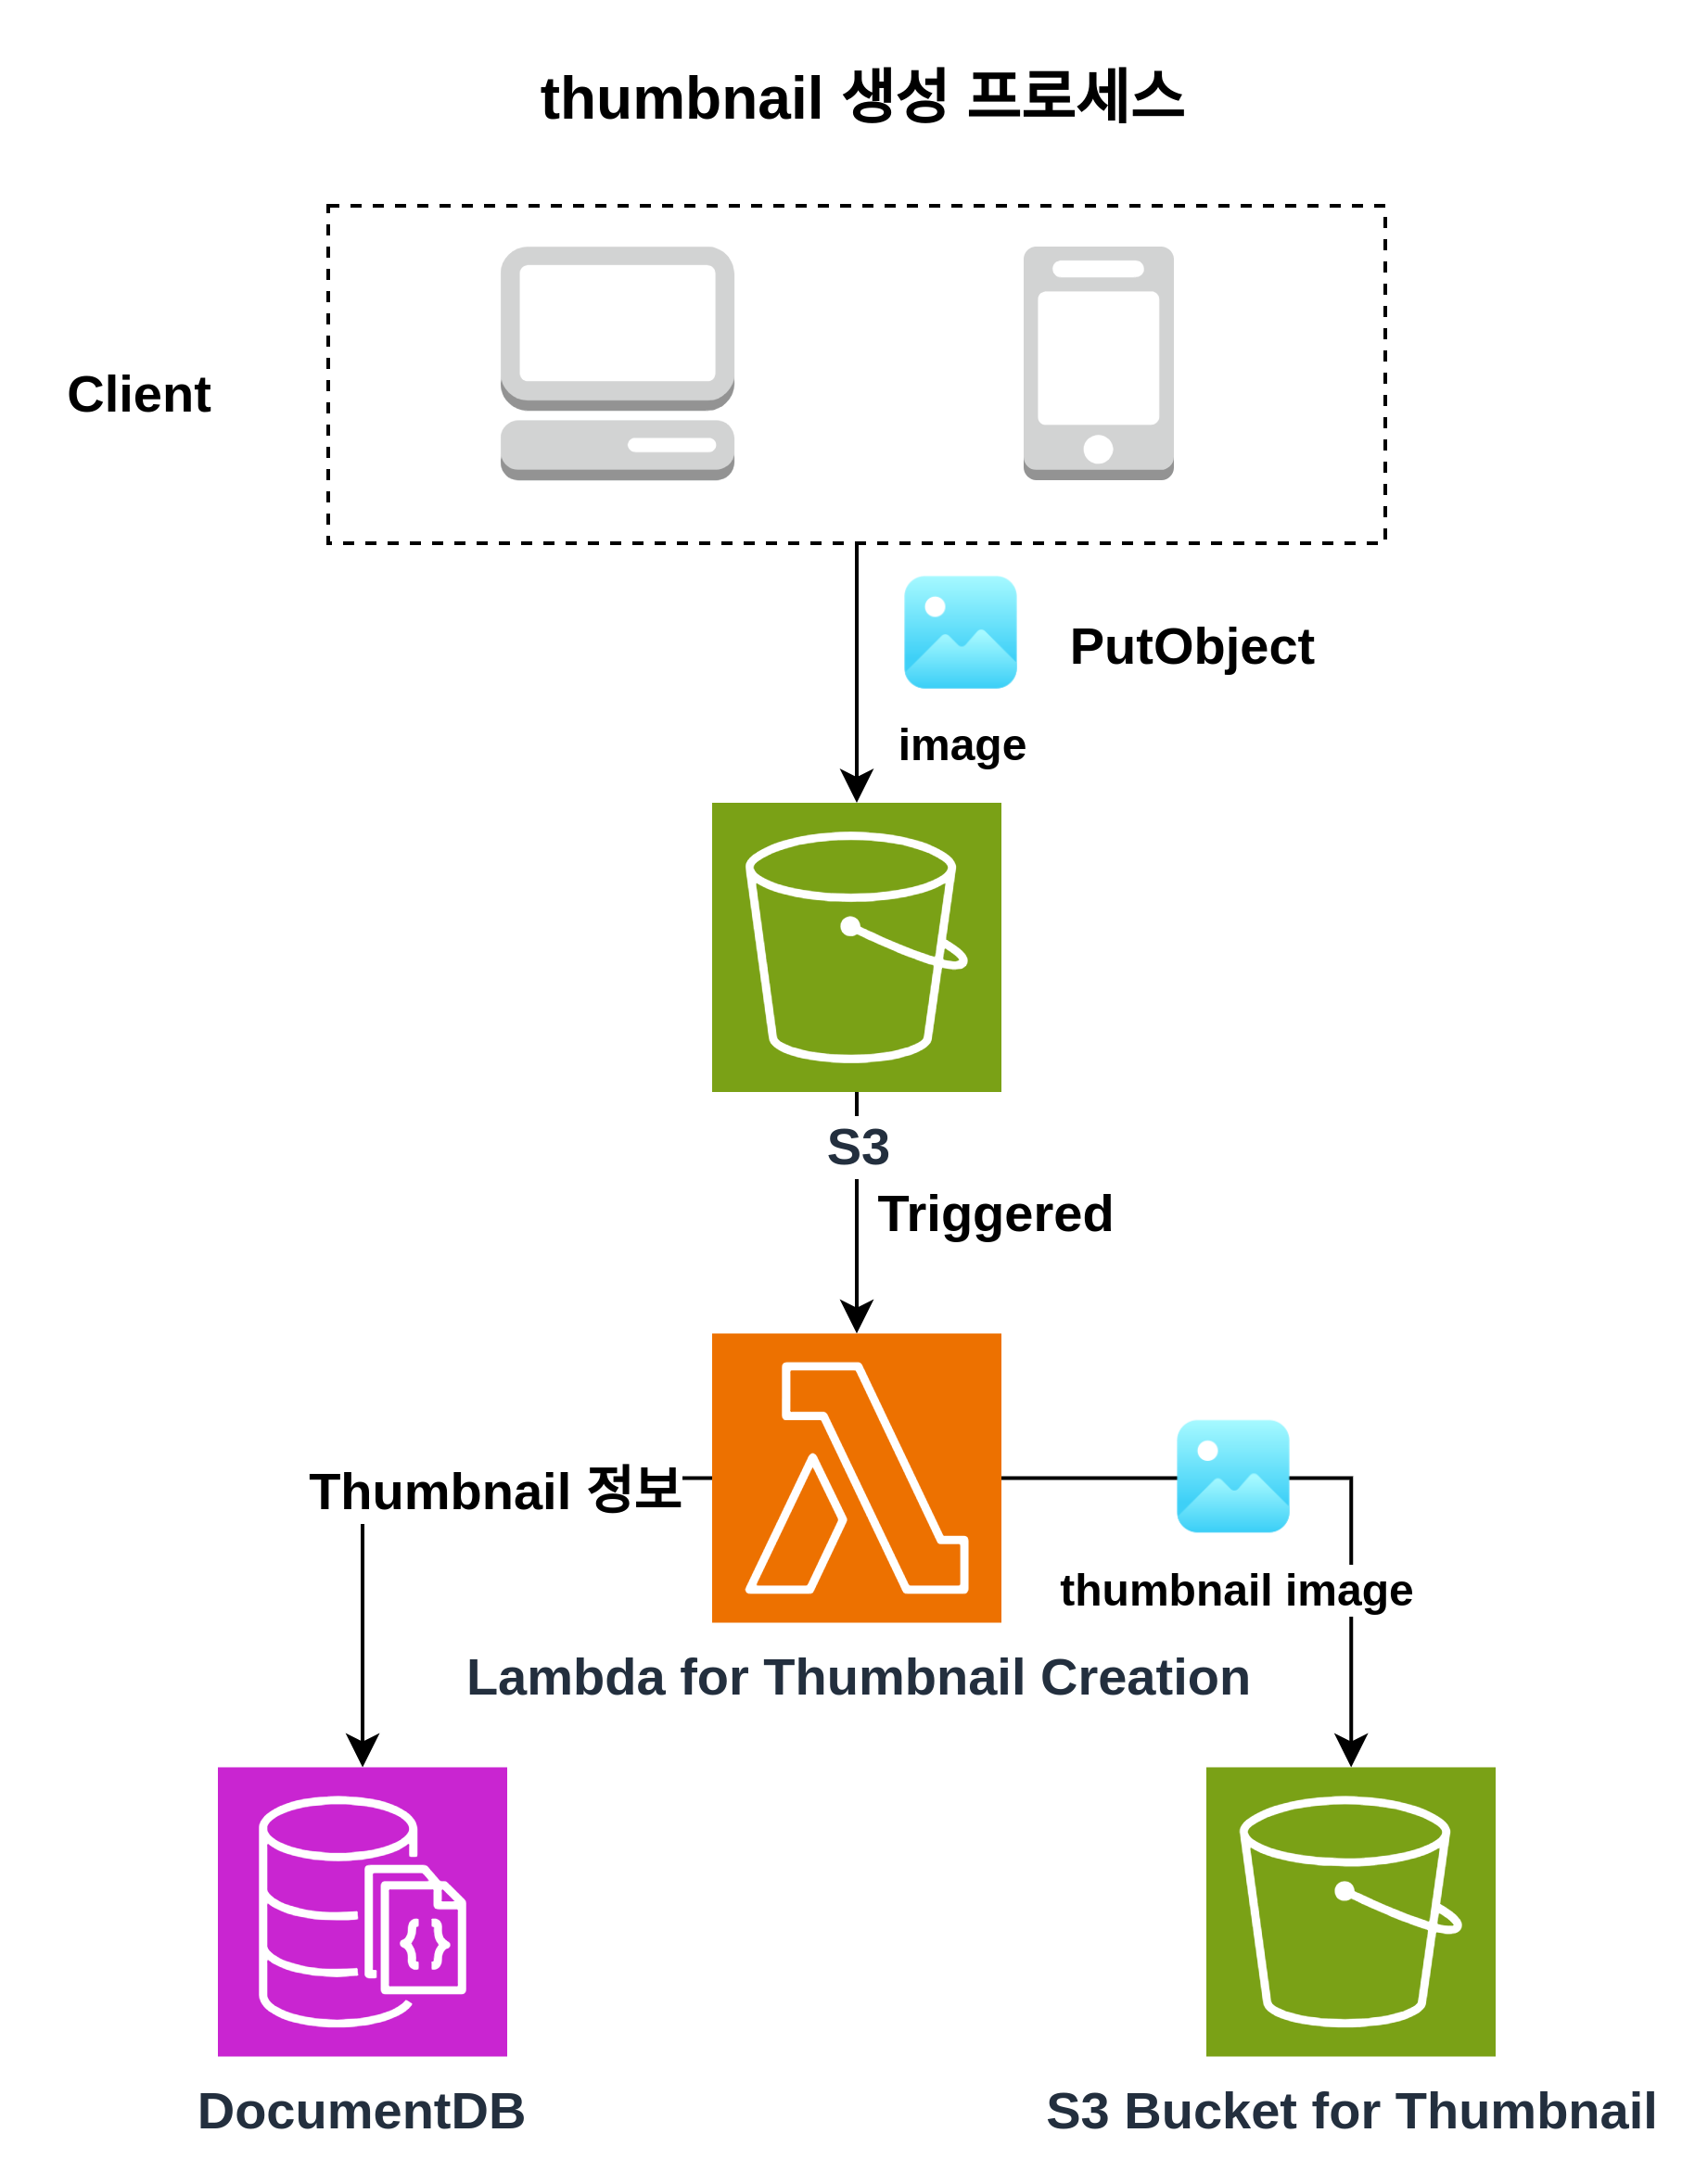 thumbnail 생성 프로세스
Client
PutObject
image
S3
Triggered
Thumbnail 정보
thumbnail image
Lambda for Thumbnail Creation
DocumentDB
S3 Bucket for Thumbnail